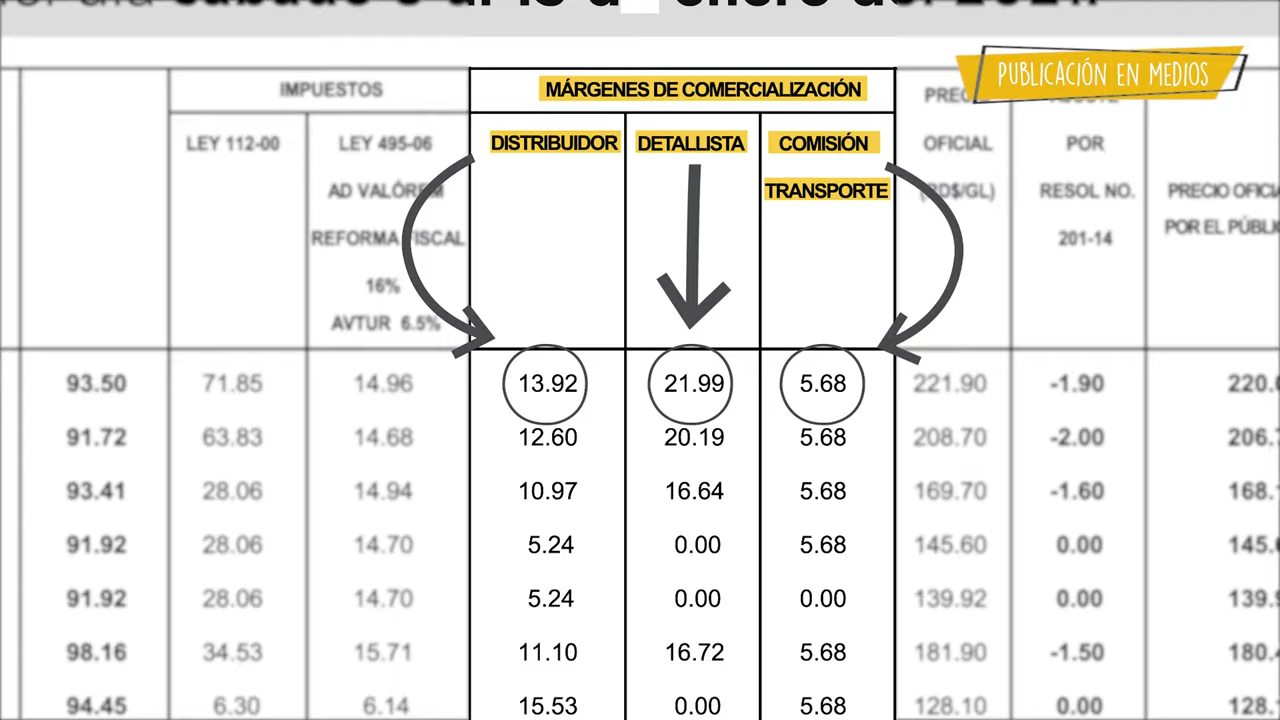 PUBLICACIÓN EN MEDIOS
IMPUESTOS MÁRGENES DE COMERCIALIZACIÓN
LEY 112-00 LEY 495-06 DISTRIBUIDOR DETALLISTA COMISIÓN OFICIAL POR
TRANSPORTE RESOL NO. PRECIO
REFORMA FISCAL POR EL 201-14
16%
AVTUR 6.5%
93.50 71.85 14.96 13.92 21.99 5.68 221.90 -1.90
91.72 63.83 14.68 12.60 20.19 5.68 208.70 -2.00
93.41 28.06 14.94 10.97 16.64 5.68 169.70 -1.60
91.92 28.06 14.70 5.24 0.00 5.68 145.60 0.00
91.92 28.06 14.70 5.24 0.00 0.00 139.92 0.00
98.16 34.53 15.71 11.10 16.72 5.68 181.90 -1.50
94.45 6.30 6.14 15.53 0.00 5.68 128.10 0.00